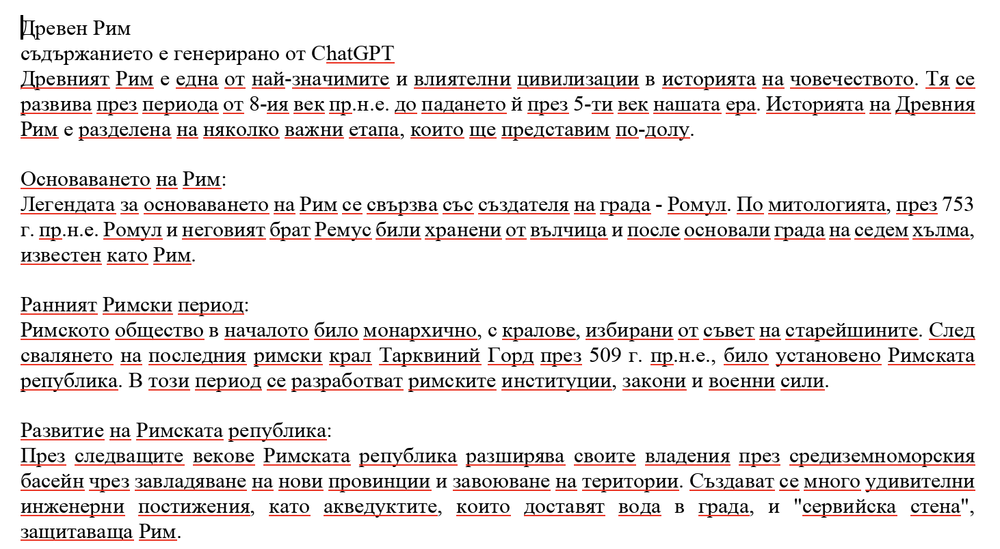 Древен Рим
съдържанието е генерирано от ChatGPT
Древният Рим е една от най-значимите и влиятелни цивилизации в историята на човечеството. Тя се
развива през периода от 8-ия век пр.н.е. до падането й през 5-ти век нашата ера. Историята на Древния
Рим е разделена на няколко важни етапа, които ще представим по-долу.
Основаването на Рим:
Легендата за основаването на Рим се свързва със създателя на града - Ромул. По митологията, през 753
г. пр.н.е. Ромул и неговият брат Ремус били хранени от вълчица и после основали града на седем хълма,
известен като Рим.
Ранният Римски период:
Римското общество в началото било монархично, с кралове, избирани от съвет на старейшините. След
свалянето на последния римски крал Тарквиний Горд през 509 г. пр.н.е., било установено Римската
република. В този период се разработват римските институции, закони и военни сили.
Развитие на Римската република:
През следващите векове Римската република разширява своите владения през средиземноморския
басейн чрез завладяване на нови провинции и завоюване на територии. Създават се много удивителни
инженерни постижения, като акведуктите, които доставят вода в града, и "сервийска стена",
защитаваща Рим.